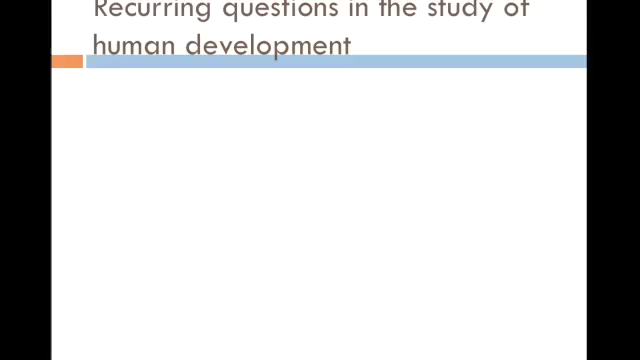 Recurring questions in the study of
human development